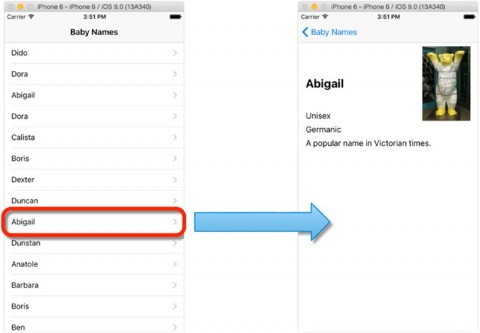 iPhone 6 - iPhone 6 / iOS 9.0 (13A340)
Carrier 3:51 PM
Baby Names
Dido
Dora
Abigail
Dora
Calista
Boris
Dexter
Duncan
Abigail
Dunstan
Anatole
Barbara
Boris
Ben
iPhone 6 - iPhone 6 / iOS 9.0 (13A340)
Carrier 3:51 PM
Baby Names
Abigail
Unisex
Germanic
A popular name in Victorian times.